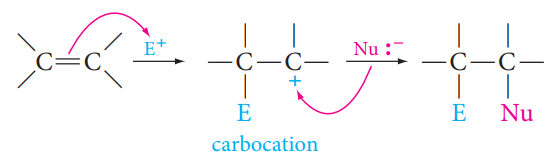 C=C E⁺ —C—C— Nu :⁻ —C—C—
+
E E Nu
carbocation